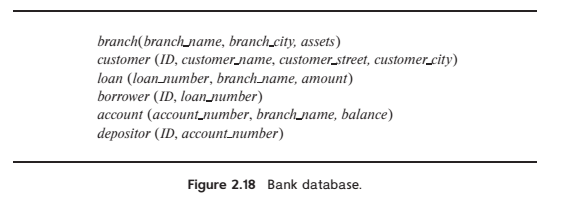 branch(branch_name, branch_city, assets)
customer (ID, customer_name, customer_street, customer_city)
loan (loan_number, branch_name, amount)
borrower (ID, loan_number)
account (account_number, branch_name, balance)
depositor (ID, account_number)
Figure 2.18 Bank database.